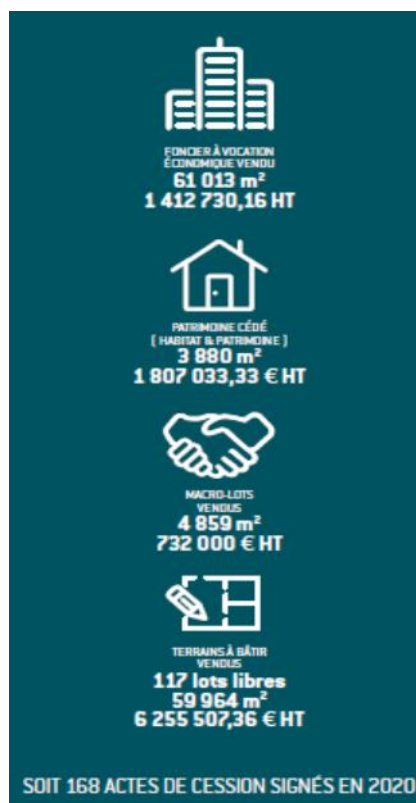 FONCIER À VOCATION
ÉCONOMIQUE VENDU
61 013 m²
1 412 730,16 HT
PATRIMOINE CÉDÉ
( HABITAT & PATRIMOINE )
3 880 m²
1 807 033,33 € HT
MACRO-LOTS
VENDUS
4 859 m²
732 000 € HT
TERRAINS À BÂTIR
VENDUS
117 lots libres
59 964 m²
6 255 507,36 € HT
SOIT 168 ACTES DE CESSION SIGNÉS EN 2020